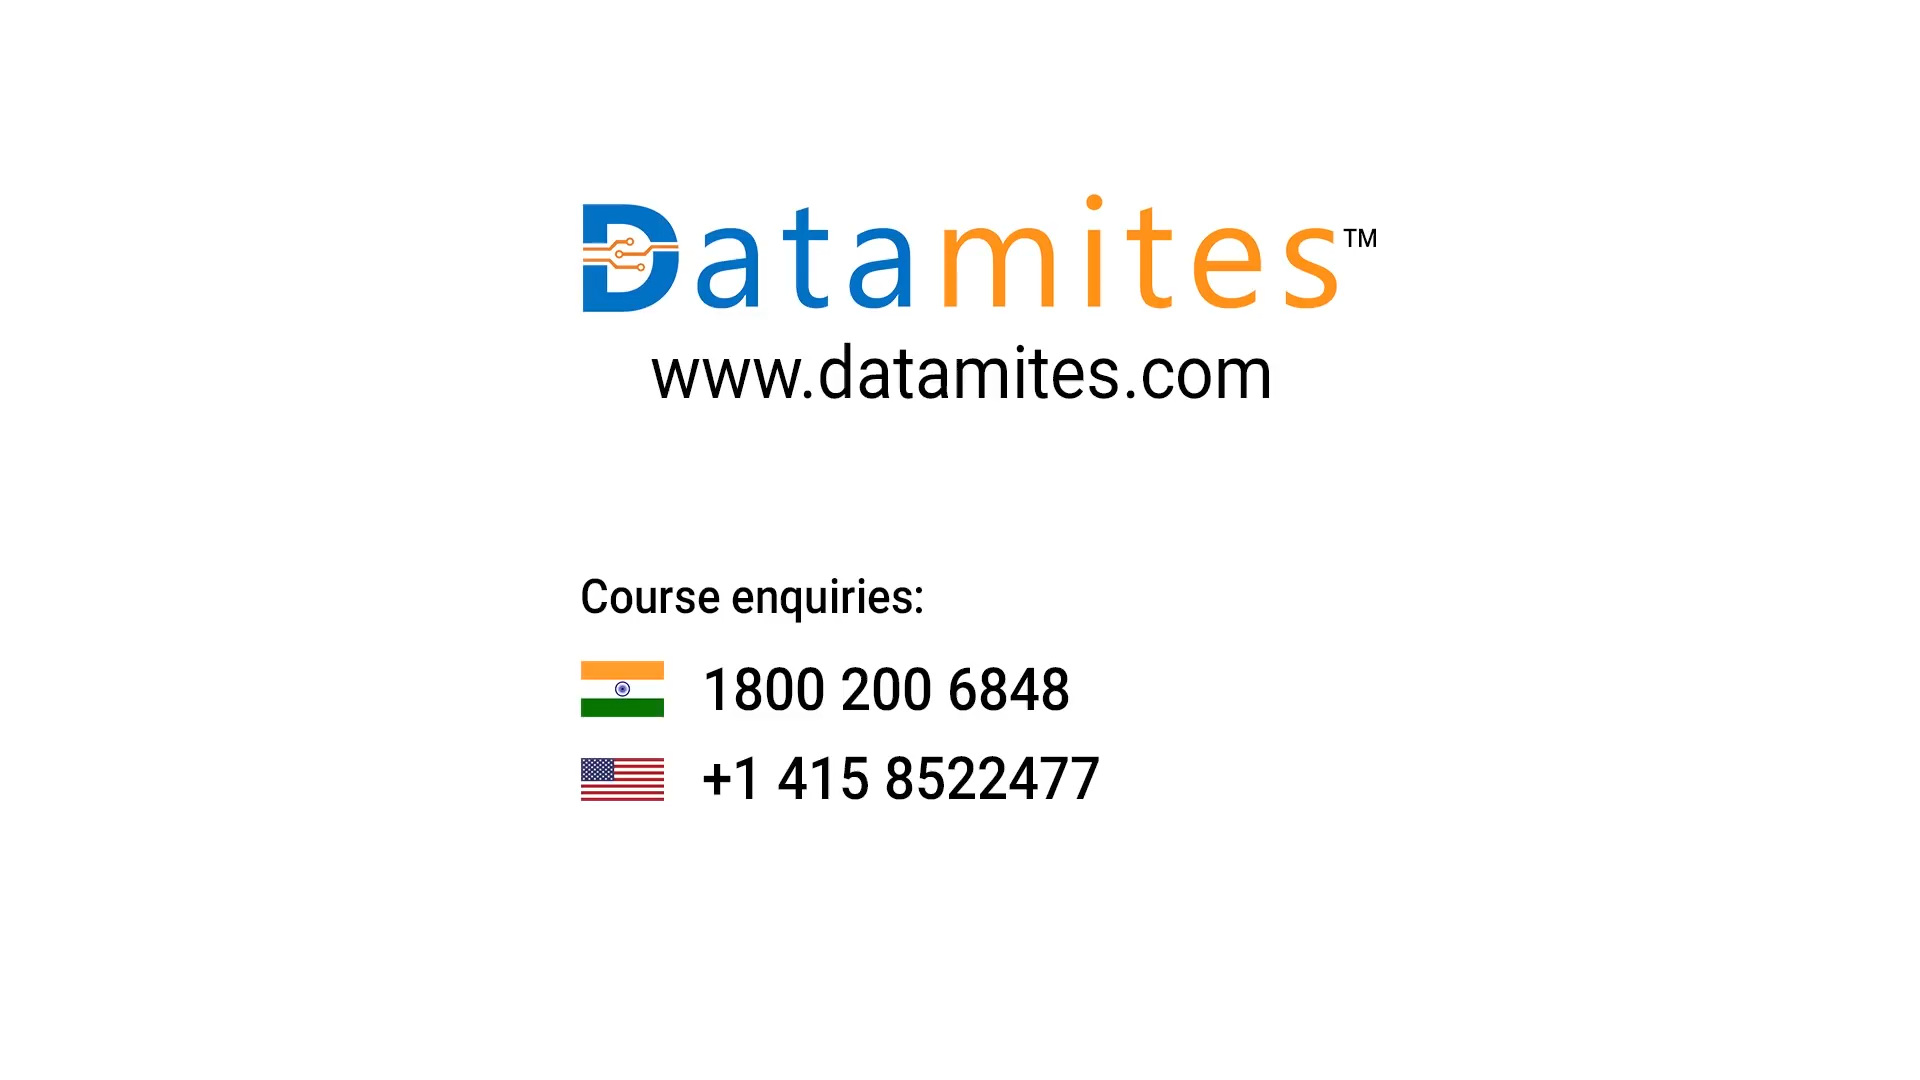 Datamites™
www.datamites.com
Course enquiries:
1800 200 6848
+1 415 8522477